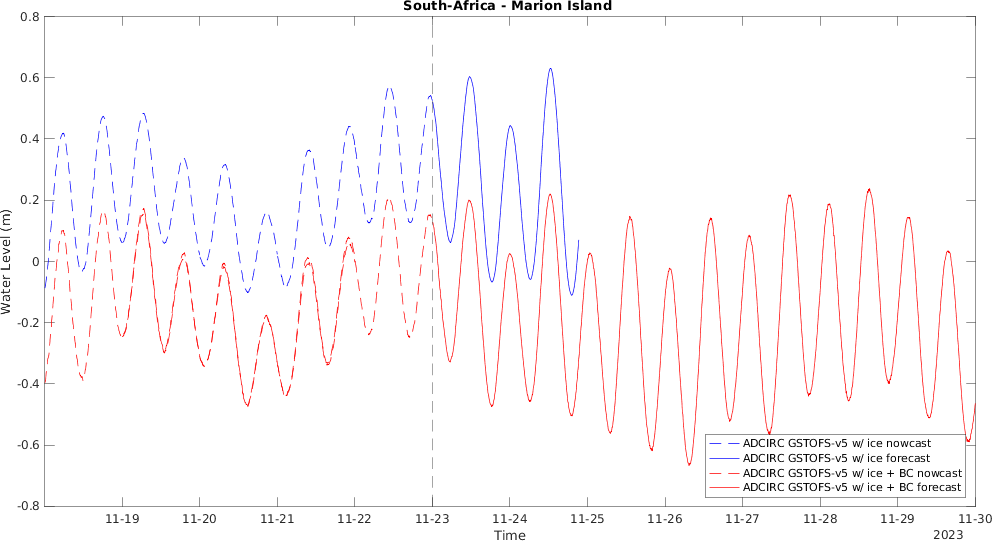 South-Africa - Marion Island
Water Level (m)
0.8
0.6
0.4
0.2
0
-0.2
-0.4
-0.6
-0.8
ADCIRC GSTOFS-v5 w/ ice nowcast
ADCIRC GSTOFS-v5 w/ ice forecast
ADCIRC GSTOFS-v5 w/ ice + BC nowcast
ADCIRC GSTOFS-v5 w/ ice + BC forecast
11-19 11-20 11-21 11-22 11-23 11-24 11-25 11-26 11-27 11-28 11-29 11-30
Time
2023